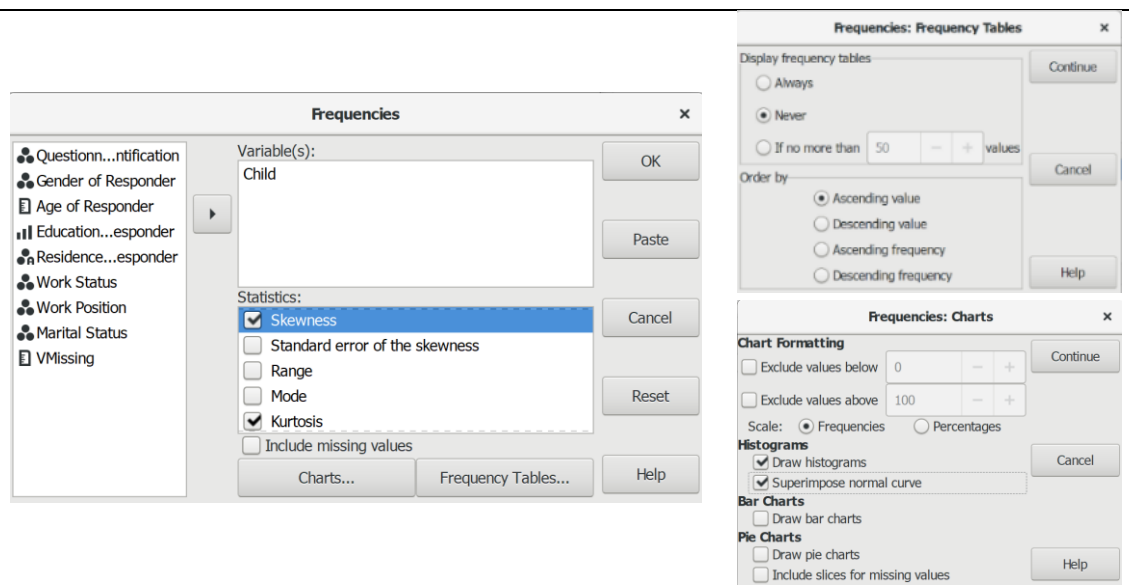 Frequencies ×
Questionn...ntification
Gender of Responder
Age of Responder
Education...esponder
Residence...esponder
Work Status
Work Position
Marital Status
VMissing
Variable(s):
Child
Statistics:
Skewness
Standard error of the skewness
Range
Mode
Kurtosis
Include missing values
Charts...
Frequency Tables...
OK
Paste
Cancel
Reset
Help
Frequencies: Frequency Tables ×
Display frequency tables
Always
Never
If no more than 50 − + values
Order by
Ascending value
Descending value
Ascending frequency
Descending frequency
Continue
Cancel
Help
Frequencies: Charts ×
Chart Formatting
Exclude values below 0 − +
Exclude values above 100 − +
Scale: Frequencies Percentages
Histograms
Draw histograms
Superimpose normal curve
Bar Charts
Draw bar charts
Pie Charts
Draw pie charts
Include slices for missing values
Continue
Cancel
Help